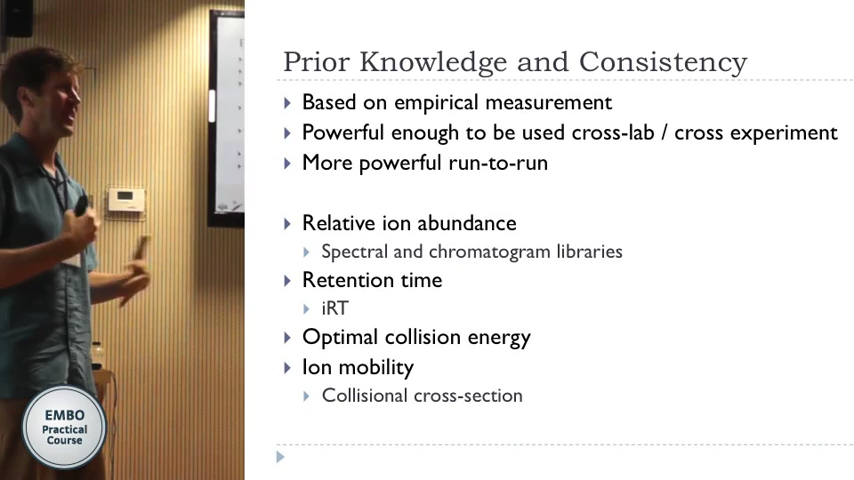 Prior Knowledge and Consistency
Based on empirical measurement
Powerful enough to be used cross-lab / cross experiment
More powerful run-to-run
Relative ion abundance
Spectral and chromatogram libraries
Retention time
iRT
Optimal collision energy
Ion mobility
Collisional cross-section
EMBO
Practical
Course